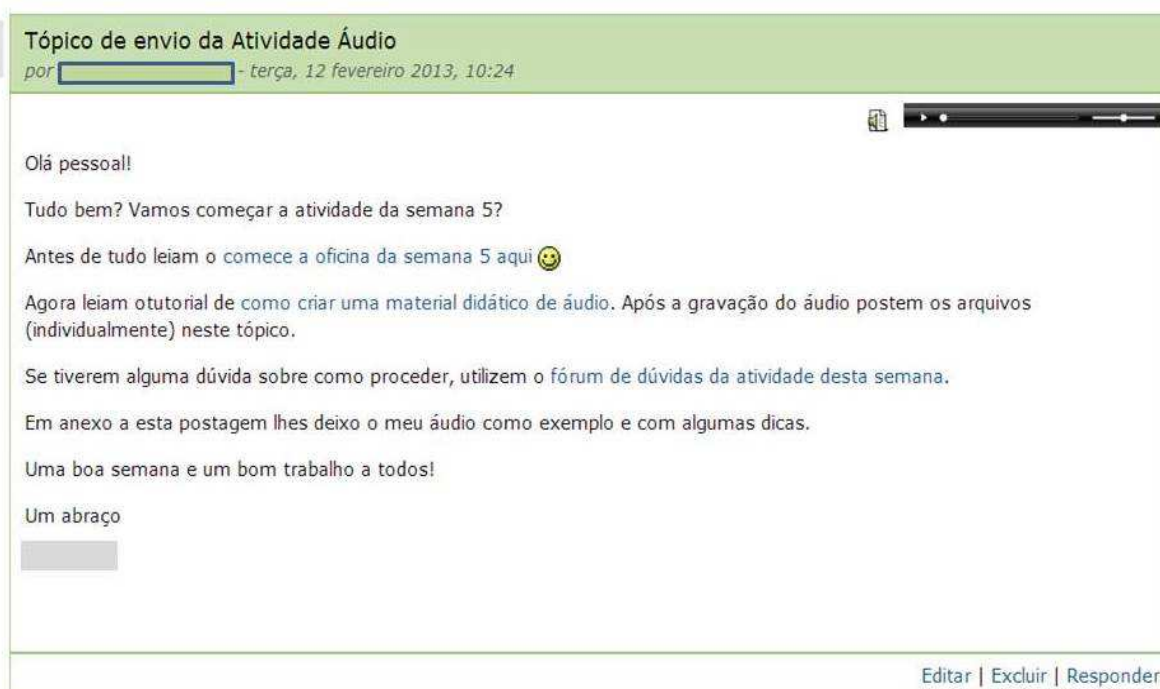 Tópico de envio da Atividade Áudio
por - terça, 12 fevereiro 2013, 10:24
Olá pessoal!
Tudo bem? Vamos começar a atividade da semana 5?
Antes de tudo leiam o comece a oficina da semana 5 aqui
Agora leiam otutorial de como criar uma material didático de áudio. Após a gravação do áudio postem os arquivos
(individualmente) neste tópico.
Se tiverem alguma dúvida sobre como proceder, utilizem o fórum de dúvidas da atividade desta semana.
Em anexo a esta postagem lhes deixo o meu áudio como exemplo e com algumas dicas.
Uma boa semana e um bom trabalho a todos!
Um abraço
Editar | Excluir | Responder